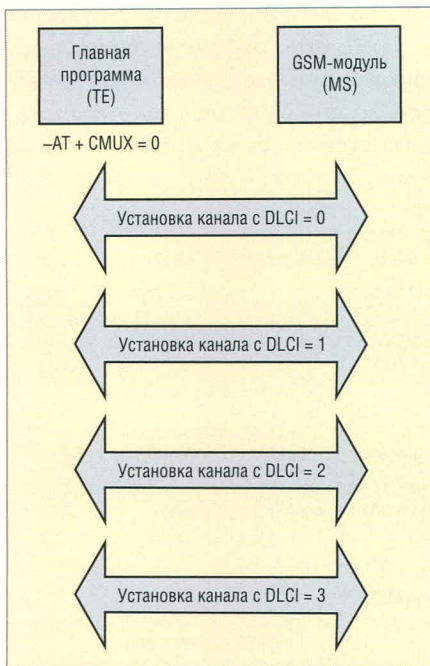 Главная
программа
(TE)
GSM-модуль
(MS)
–AT + CMUX = 0
Установка канала с DLCI = 0
Установка канала с DLCI = 1
Установка канала с DLCI = 2
Установка канала с DLCI = 3